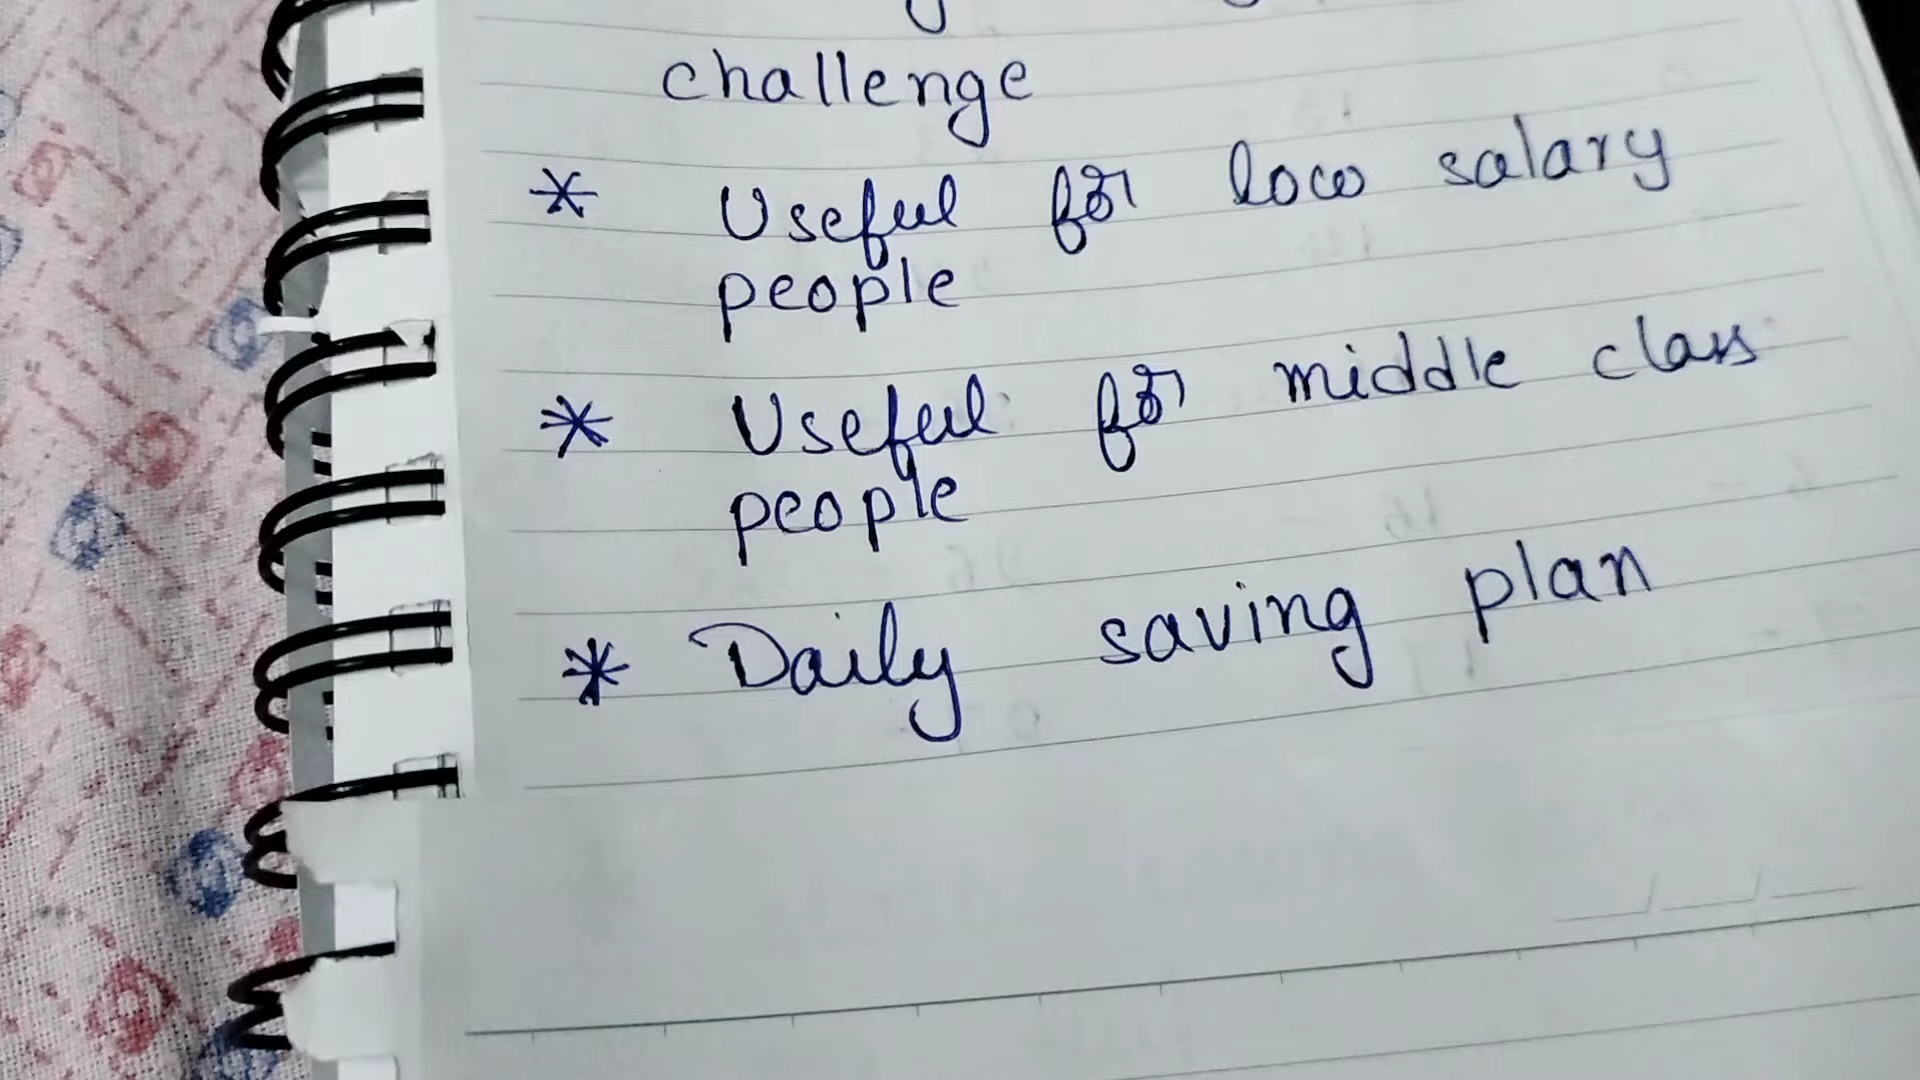 challenge
* Useful for low salary
people
* Useful for middle class
people
* Daily saving plan